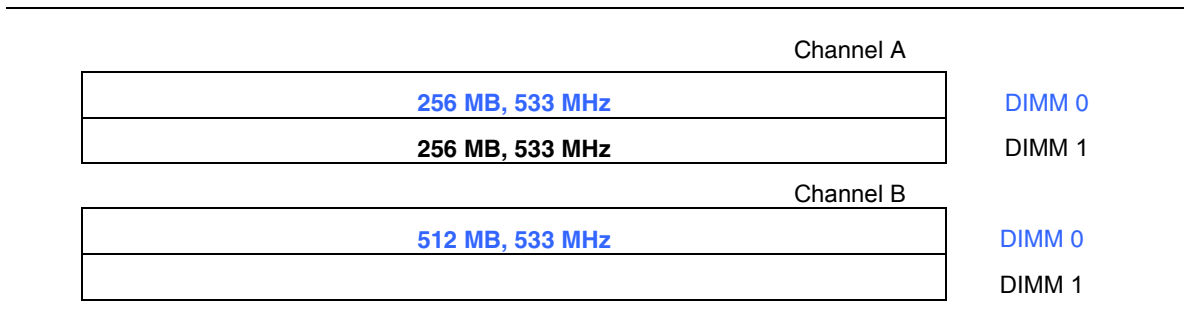 Channel A
256 MB, 533 MHz DIMM 0
256 MB, 533 MHz DIMM 1
Channel B
512 MB, 533 MHz DIMM 0
DIMM 1